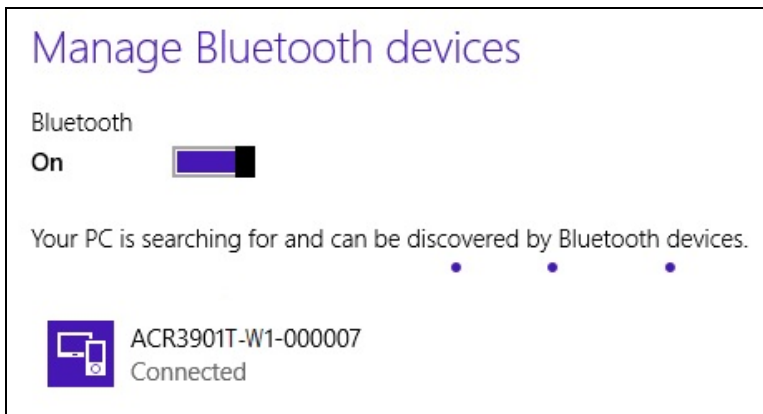 Manage Bluetooth devices
Bluetooth
On
Your PC is searching for and can be discovered by Bluetooth devices.
ACR3901T-W1-000007
Connected